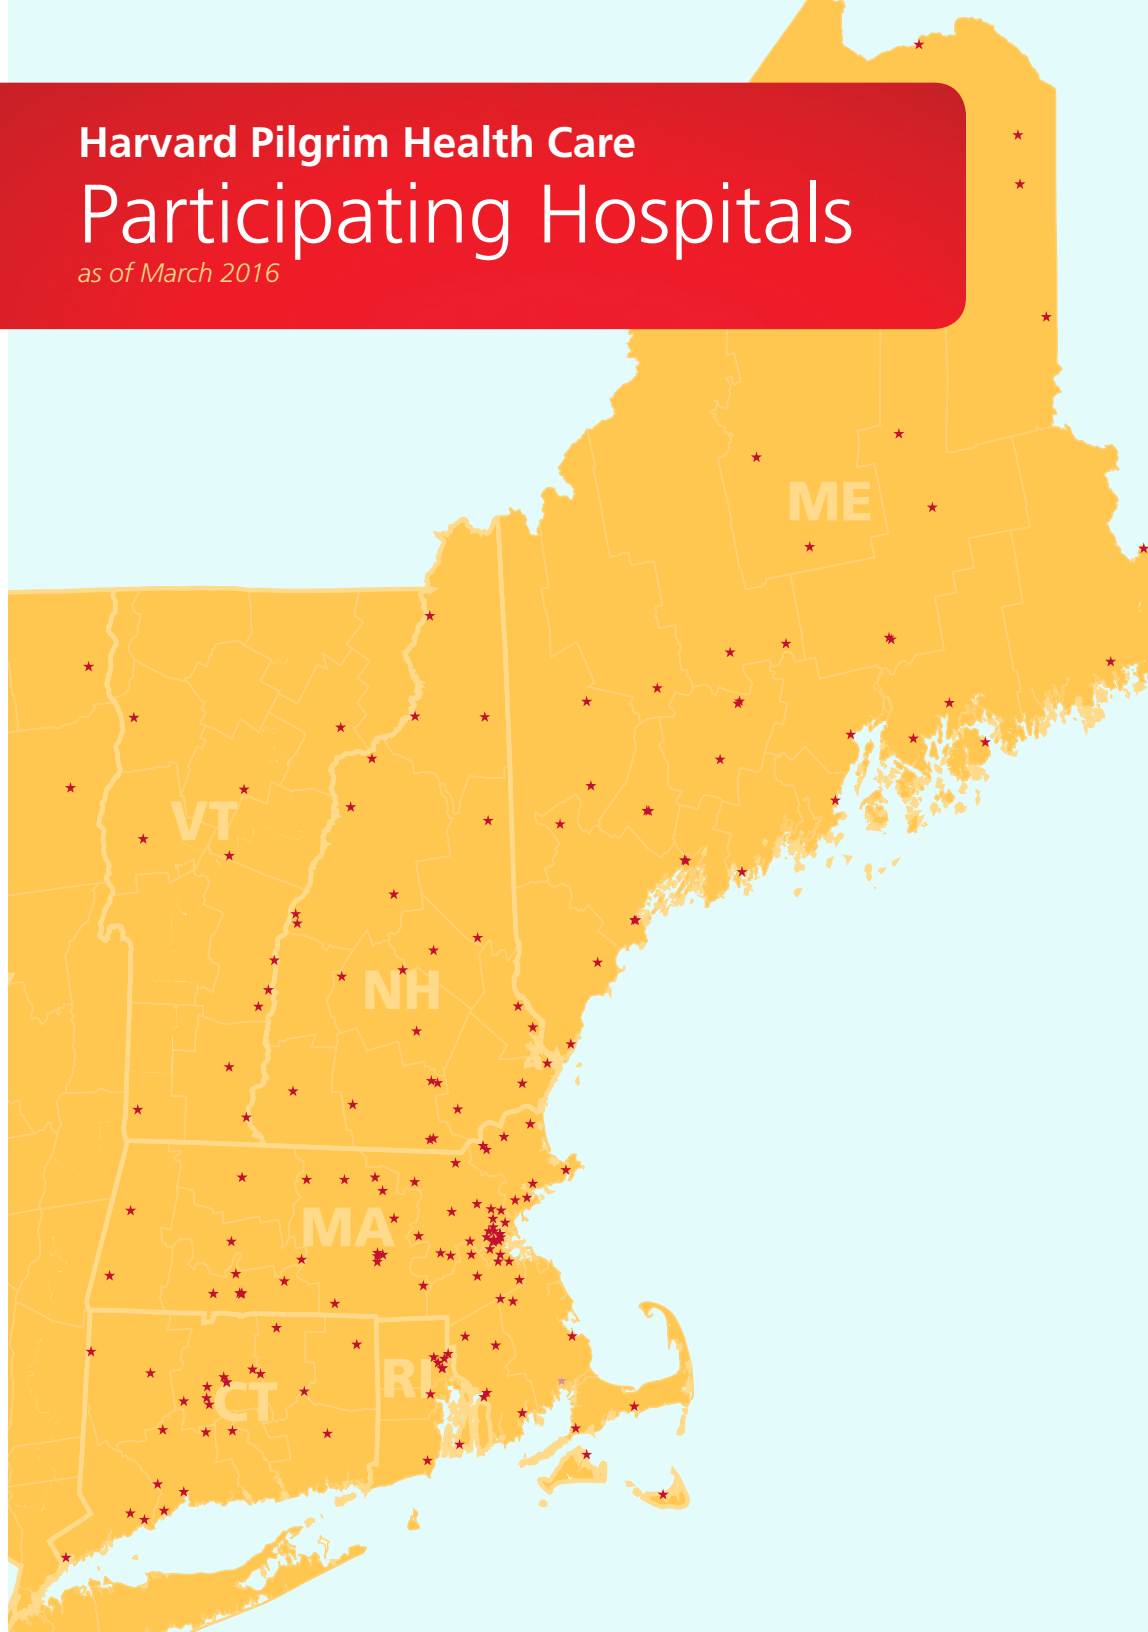 Harvard Pilgrim Health Care
Participating Hospitals
as of March 2016
ME
VT
NH
MA
CT
RI